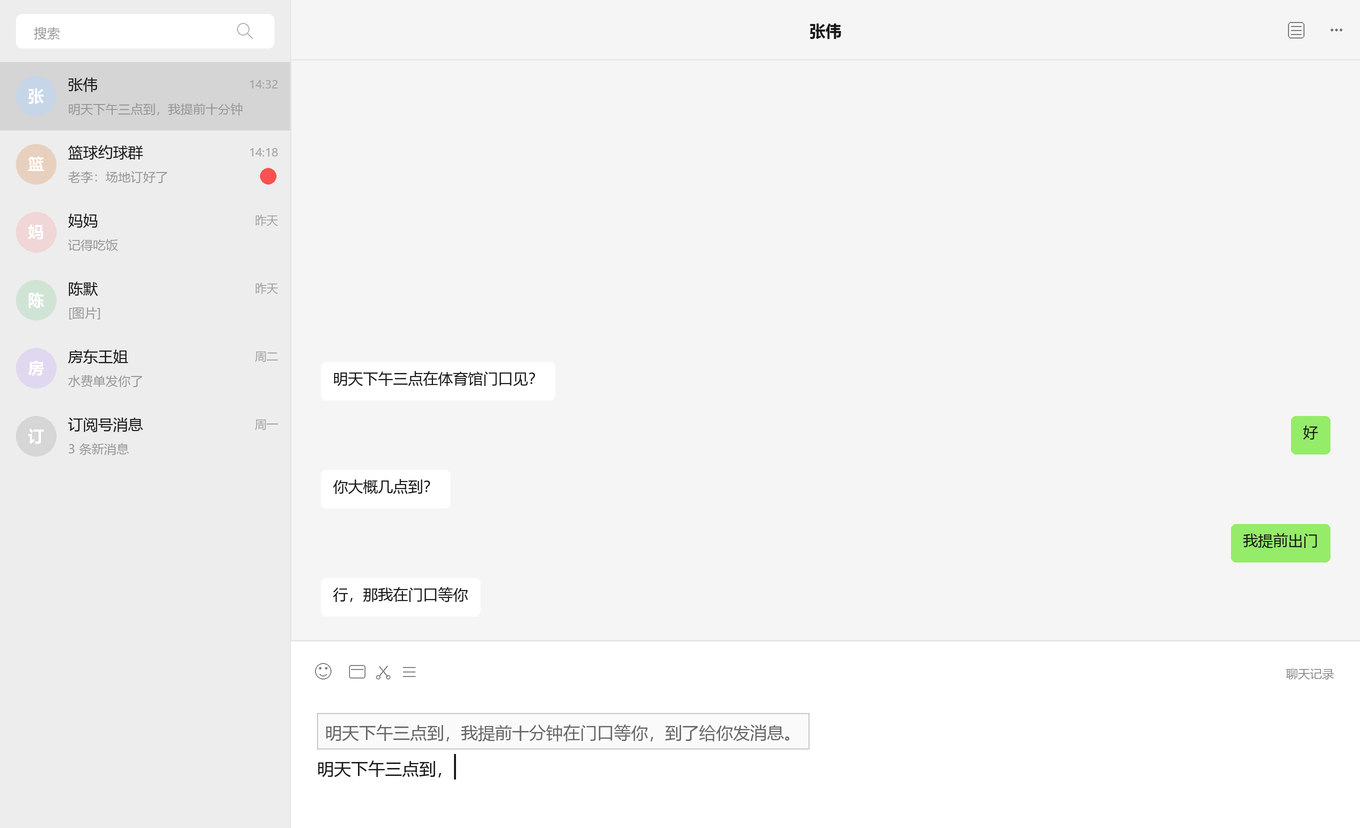 搜索
张伟
14:32
明天下午三点到，我提前十分钟
篮球约球群
14:18
老李：场地订好了
妈妈
昨天
记得吃饭
陈默
昨天
[图片]
房东王姐
周二
水费单发你了
订阅号消息
周一
3 条新消息
张
篮
妈
陈
房
订
张伟
明天下午三点在体育馆门口见？
好
你大概几点到？
我提前出门
行，那我在门口等你
聊天记录
明天下午三点到，我提前十分钟在门口等你，到了给你发消息。
明天下午三点到，